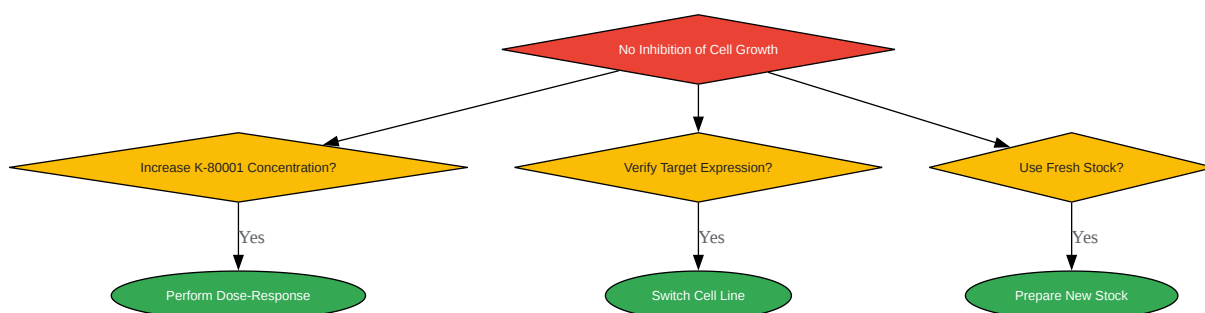 No Inhibition of Cell Growth
Increase K-80001 Concentration?
Verify Target Expression?
Use Fresh Stock?
Yes
Yes
Yes
Perform Dose-Response
Switch Cell Line
Prepare New Stock